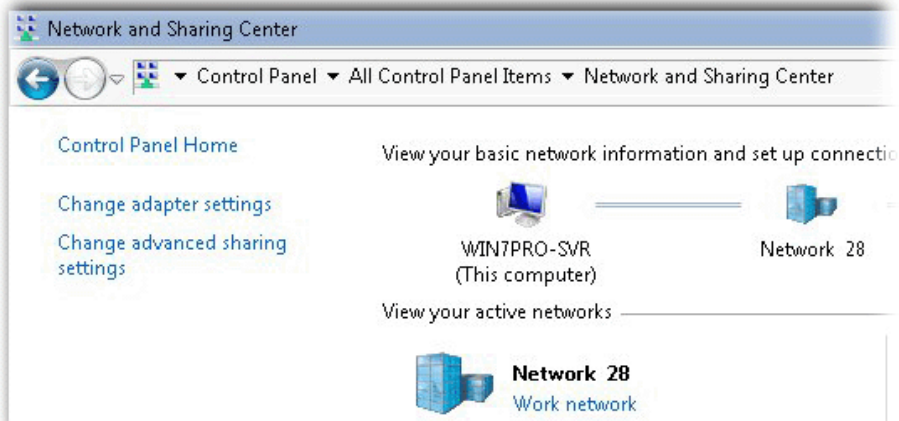 Network and Sharing Center
Control Panel All Control Panel Items Network and Sharing Center
Control Panel Home
Change adapter settings
Change advanced sharing
settings
View your basic network information and set up connectio
WIN7PRO-SVR
(This computer)
Network 28
View your active networks
Network 28
Work network